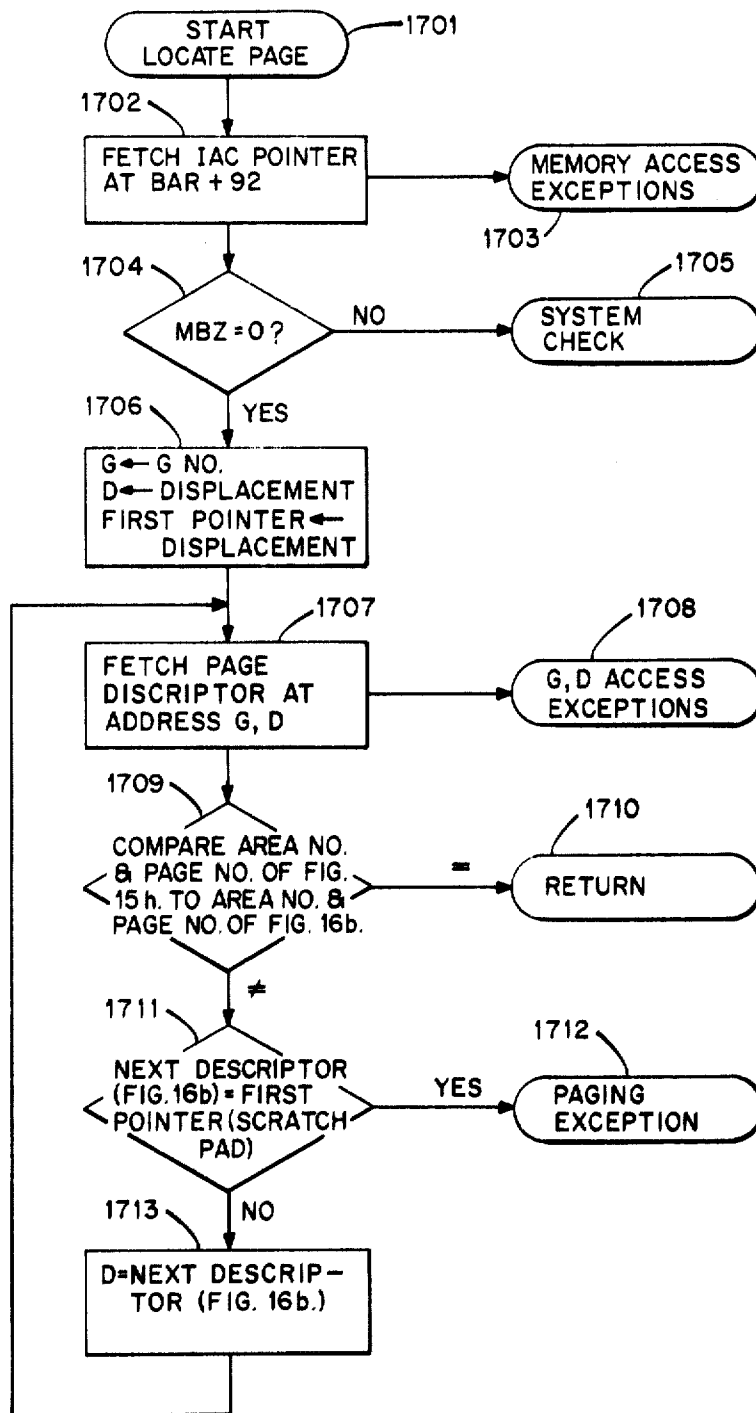 START
LOCATE PAGE
1701
1702
FETCH IAC POINTER
AT BAR + 92
MEMORY ACCESS
EXCEPTIONS
1703
1704
MBZ = 0 ?
NO
1705
SYSTEM
CHECK
YES
1706
G ← G NO.
D ← DISPLACEMENT
FIRST POINTER ←
DISPLACEMENT
1707
FETCH PAGE
DISCRIPTOR AT
ADDRESS G, D
1708
G, D ACCESS
EXCEPTIONS
1709
COMPARE AREA NO.
& PAGE NO. OF FIG.
15h. TO AREA NO. &
PAGE NO. OF FIG. 16b.
=
1710
RETURN
≠
1711
NEXT DESCRIPTOR
(FIG. 16b) = FIRST
POINTER (SCRATCH
PAD)
YES
1712
PAGING
EXCEPTION
NO
1713
D=NEXT DESCRIP-
TOR (FIG. 16b.)